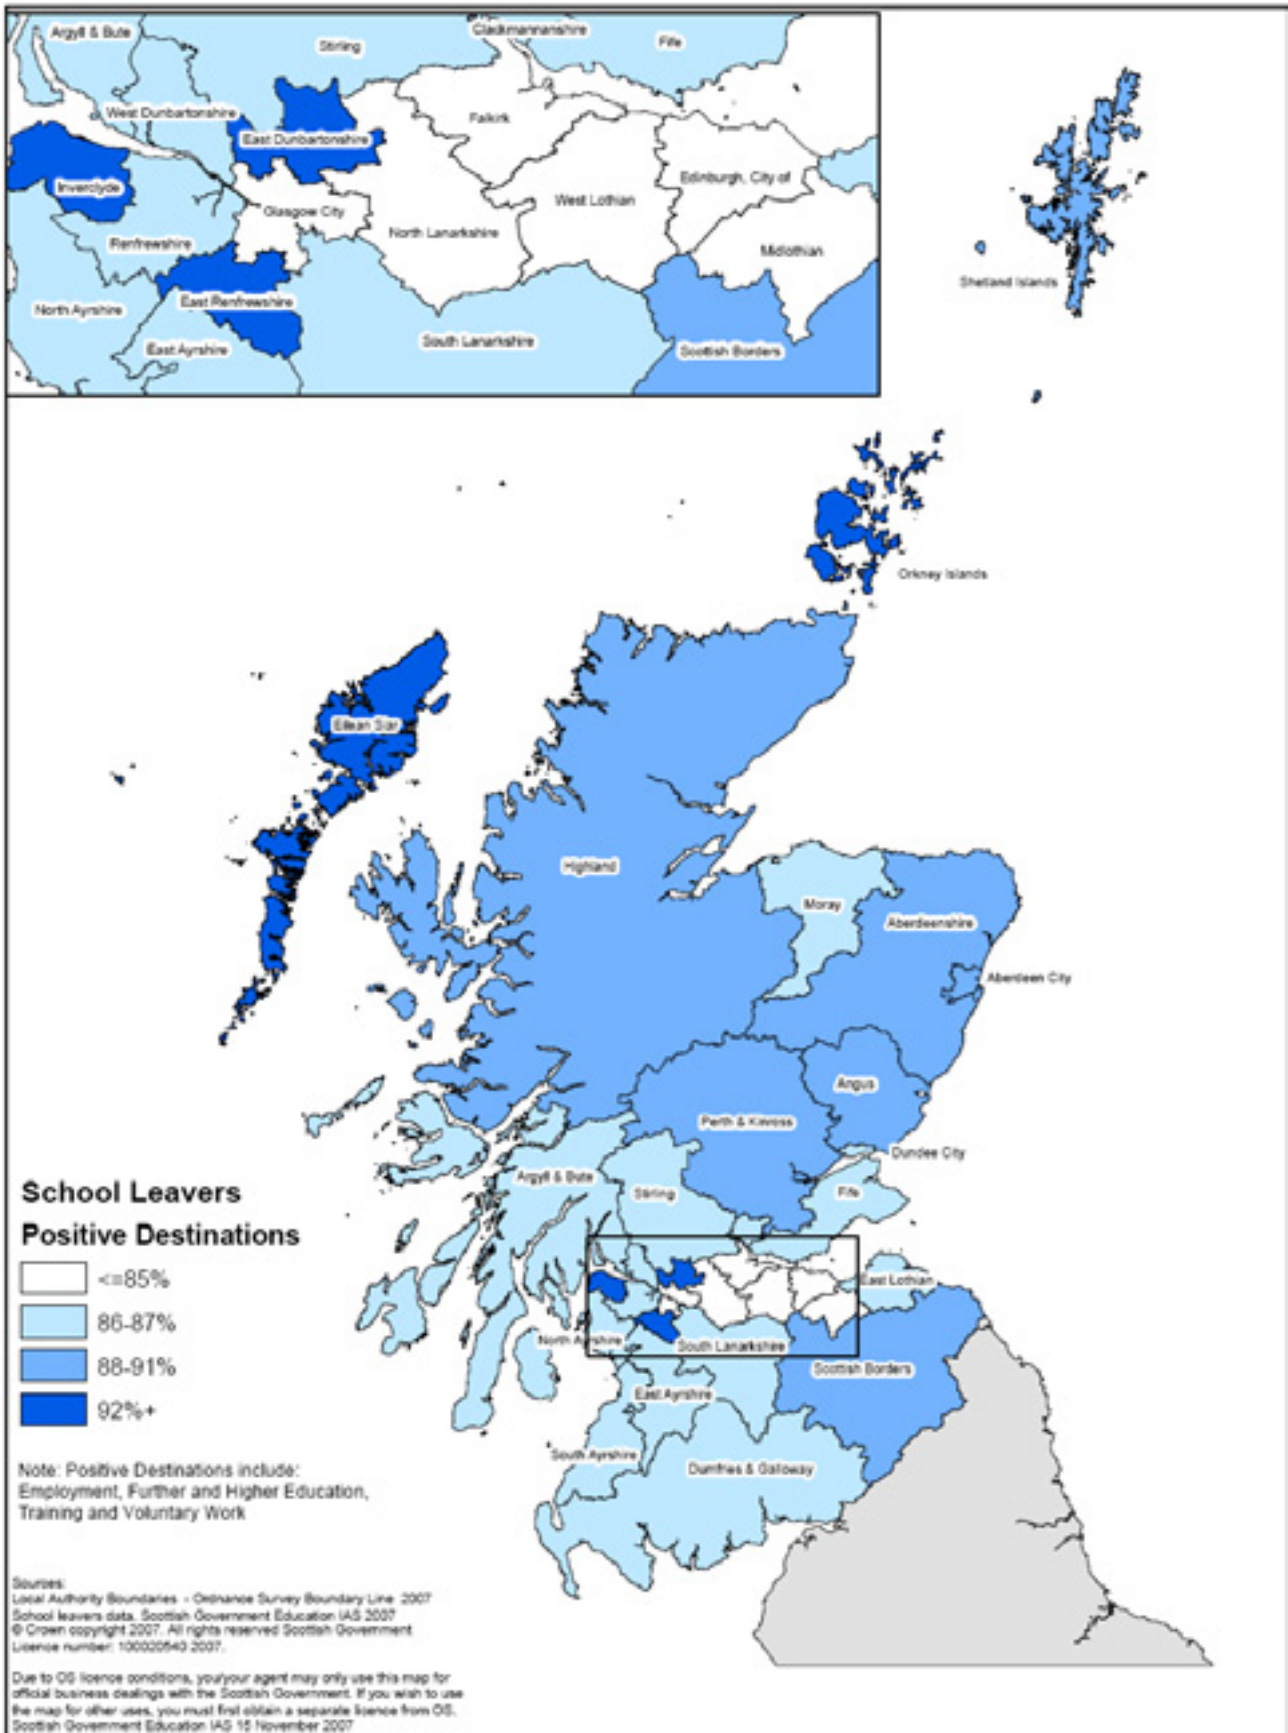 Argyll & Bute
Stirling
Clackmannanshire
Fife
West Dunbartonshire
East Dunbartonshire
Falkirk
Inverclyde
Glasgow City
Edinburgh, City of
West Lothian
Renfrewshire
North Lanarkshire
Midlothian
North Ayrshire
East Renfrewshire
East Ayrshire
South Lanarkshire
Scottish Borders
Shetland Islands
Orkney Islands
Eilean Siar
Highland
Moray
Aberdeenshire
Aberdeen City
Angus
Perth & Kinross
Dundee City
Argyll & Bute
Stirling
Fife
East Lothian
North Ayrshire
South Lanarkshire
Scottish Borders
East Ayrshire
South Ayrshire
Dumfries & Galloway
School Leavers
Positive Destinations
<=85%
86-87%
88-91%
92%+
Note: Positive Destinations include:
Employment, Further and Higher Education,
Training and Voluntary Work
Sources:
Local Authority Boundaries - Ordnance Survey Boundary Line 2007
School leavers data, Scottish Government Education IAS 2007
© Crown copyright 2007. All rights reserved Scottish Government
Licence number: 100020540 2007.
Due to OS licence conditions, you/your agent may only use this map for
official business dealings with the Scottish Government. If you wish to use
the map for other uses, you must first obtain a separate licence from OS.
Scottish Government Education IAS 15 November 2007